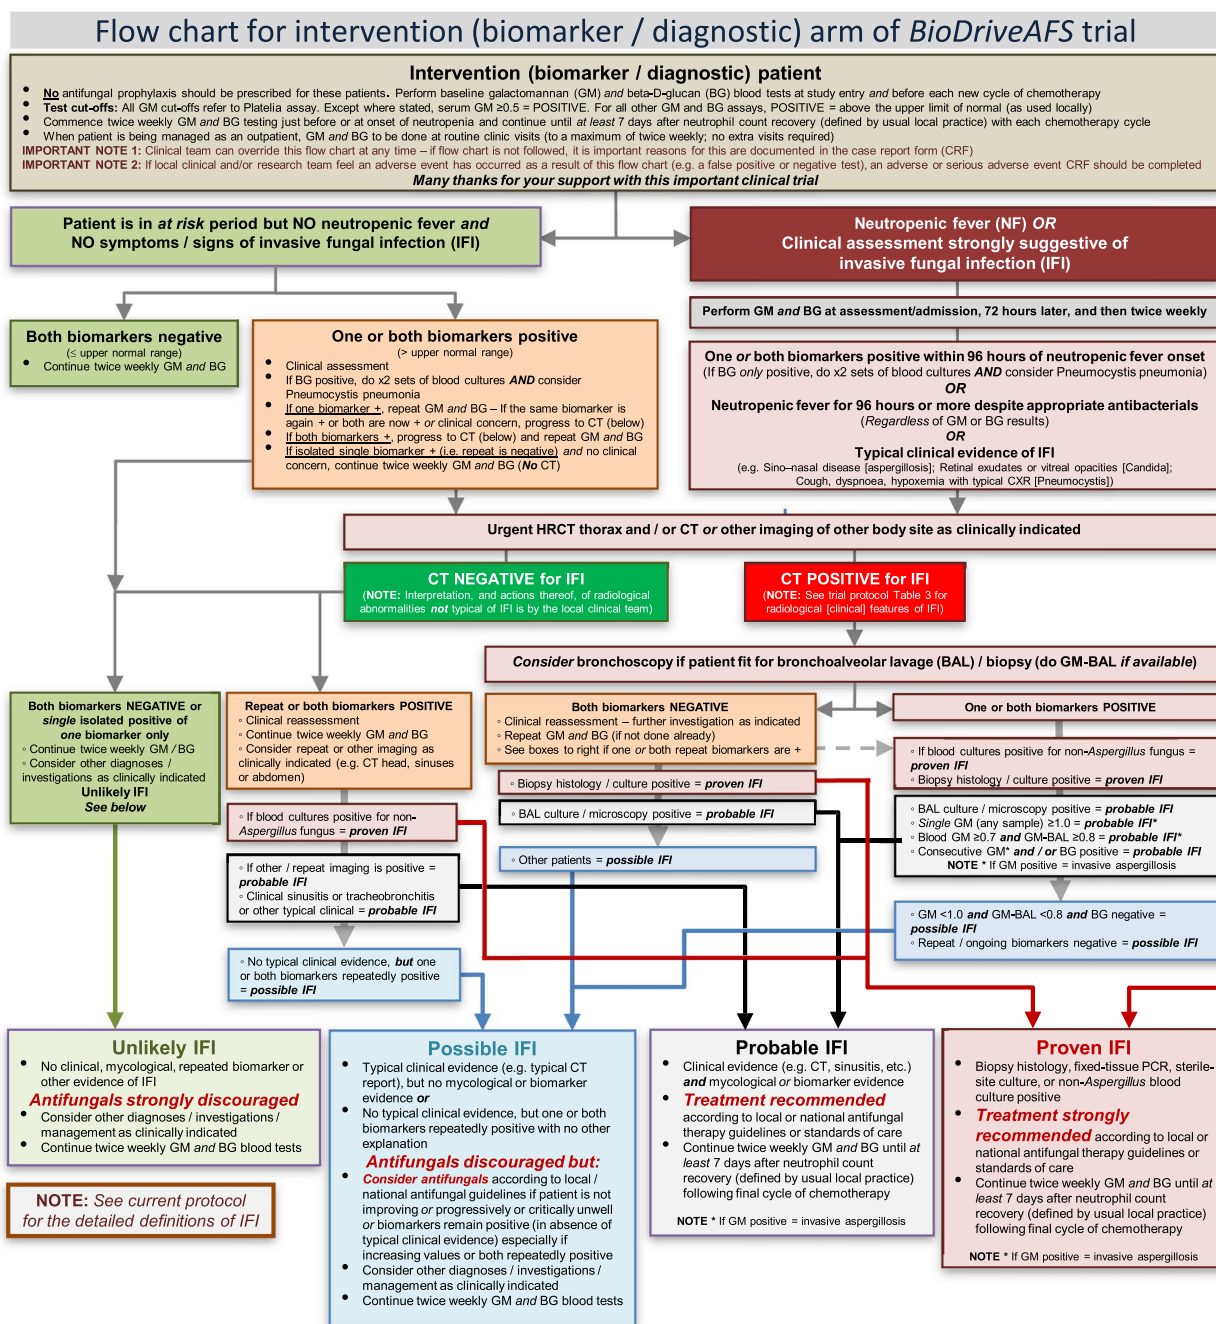 Flow chart for intervention (biomarker / diagnostic) arm of BioDriveAFS trial
Intervention (biomarker / diagnostic) patient
• No antifungal prophylaxis should be prescribed for these patients. Perform baseline galactomannan (GM) and beta-D-glucan (BG) blood tests at study entry and before each new cycle of chemotherapy
• Test cut-offs: All GM cut-offs refer to Platelia assay. Except where stated, serum GM ≥0.5 = POSITIVE. For all other GM and BG assays, POSITIVE = above the upper limit of normal (as used locally)
• Commence twice weekly GM and BG testing just before or at onset of neutropenia and continue until at least 7 days after neutrophil count recovery (defined by usual local practice) with each chemotherapy cycle
• When patient is being managed as an outpatient, GM and BG to be done at routine clinic visits (to a maximum of twice weekly; no extra visits required)
IMPORTANT NOTE 1: Clinical team can override this flow chart at any time – if flow chart is not followed, it is important reasons for this are documented in the case report form (CRF)
IMPORTANT NOTE 2: If local clinical and/or research team feel an adverse event has occurred as a result of this flow chart (e.g. a false positive or negative test), an adverse or serious adverse event CRF should be completed
Many thanks for your support with this important clinical trial
Patient is in at risk period but NO neutropenic fever and
NO symptoms / signs of invasive fungal infection (IFI)
Neutropenic fever (NF) OR
Clinical assessment strongly suggestive of
invasive fungal infection (IFI)
Perform GM and BG at assessment/admission, 72 hours later, and then twice weekly
Both biomarkers negative
(≤ upper normal range)
• Continue twice weekly GM and BG
One or both biomarkers positive
(> upper normal range)
• Clinical assessment
• If BG positive, do x2 sets of blood cultures AND consider
Pneumocystis pneumonia
• If one biomarker +, repeat GM and BG – If the same biomarker is
again + or both are now + or clinical concern, progress to CT (below)
• If both biomarkers +, progress to CT (below) and repeat GM and BG
• If isolated single biomarker + (i.e. repeat is negative) and no clinical
concern, continue twice weekly GM and BG (No CT)
One or both biomarkers positive within 96 hours of neutropenic fever onset
(If BG only positive, do x2 sets of blood cultures AND consider Pneumocystis pneumonia)
OR
Neutropenic fever for 96 hours or more despite appropriate antibacterials
(Regardless of GM or BG results)
OR
Typical clinical evidence of IFI
(e.g. Sino–nasal disease [aspergillosis]; Retinal exudates or vitreal opacities [Candida];
Cough, dyspnoea, hypoxemia with typical CXR [Pneumocystis])
Urgent HRCT thorax and / or CT or other imaging of other body site as clinically indicated
CT NEGATIVE for IFI
(NOTE: Interpretation, and actions thereof, of radiological
abnormalities not typical of IFI is by the local clinical team)
CT POSITIVE for IFI
(NOTE: See trial protocol Table 3 for
radiological [clinical] features of IFI)
Consider bronchoscopy if patient fit for bronchoalveolar lavage (BAL) / biopsy (do GM-BAL if available)
Both biomarkers NEGATIVE or
single isolated positive of
one biomarker only
◦ Continue twice weekly GM / BG
◦ Consider other diagnoses /
investigations as clinically indicated
Unlikely IFI
See below
Repeat or both biomarkers POSITIVE
◦ Clinical reassessment
◦ Continue twice weekly GM and BG
◦ Consider repeat or other imaging as
clinically indicated (e.g. CT head, sinuses
or abdomen)
Both biomarkers NEGATIVE
◦ Clinical reassessment – further investigation as indicated
◦ Repeat GM and BG (if not done already)
◦ See boxes to right if one or both repeat biomarkers are +
One or both biomarkers POSITIVE
◦ If blood cultures positive for non-Aspergillus fungus =
proven IFI
◦ Biopsy histology / culture positive = proven IFI
◦ Biopsy histology / culture positive = proven IFI
◦ BAL culture / microscopy positive = probable IFI
◦ Other patients = possible IFI
◦ BAL culture / microscopy positive = probable IFI
◦ Single GM (any sample) ≥1.0 = probable IFI*
◦ Blood GM ≥0.7 and GM-BAL ≥0.8 = probable IFI*
◦ Consecutive GM* and / or BG positive = probable IFI
NOTE * If GM positive = invasive aspergillosis
◦ If blood cultures positive for non-
Aspergillus fungus = proven IFI
◦ If other / repeat imaging is positive =
probable IFI
◦ Clinical sinusitis or tracheobronchitis
or other typical clinical = probable IFI
◦ GM <1.0 and GM-BAL <0.8 and BG negative =
possible IFI
◦ Repeat / ongoing biomarkers negative = possible IFI
◦ No typical clinical evidence, but one
or both biomarkers repeatedly positive
= possible IFI
Unlikely IFI
• No clinical, mycological, repeated biomarker or
other evidence of IFI
Antifungals strongly discouraged
• Consider other diagnoses / investigations /
management as clinically indicated
• Continue twice weekly GM and BG blood tests
NOTE: See current protocol
for the detailed definitions of IFI
Possible IFI
• Typical clinical evidence (e.g. typical CT
report), but no mycological or biomarker
evidence or
• No typical clinical evidence, but one or both
biomarkers repeatedly positive with no other
explanation
Antifungals discouraged but:
• Consider antifungals according to local /
national antifungal guidelines if patient is not
improving or progressively or critically unwell
or biomarkers remain positive (in absence of
typical clinical evidence) especially if
increasing values or both repeatedly positive
• Consider other diagnoses / investigations /
management as clinically indicated
• Continue twice weekly GM and BG blood tests
Probable IFI
• Clinical evidence (e.g. CT, sinusitis, etc.)
and mycological or biomarker evidence
• Treatment recommended
according to local or national antifungal
therapy guidelines or standards of care
• Continue twice weekly GM and BG until at
least 7 days after neutrophil count
recovery (defined by usual local practice)
following final cycle of chemotherapy
NOTE * If GM positive = invasive aspergillosis
Proven IFI
• Biopsy histology, fixed-tissue PCR, sterile-
site culture, or non-Aspergillus blood
culture positive
• Treatment strongly
recommended according to local or
national antifungal therapy guidelines or
standards of care
• Continue twice weekly GM and BG until at
least 7 days after neutrophil count
recovery (defined by usual local practice)
following final cycle of chemotherapy
NOTE * If GM positive = invasive aspergillosis